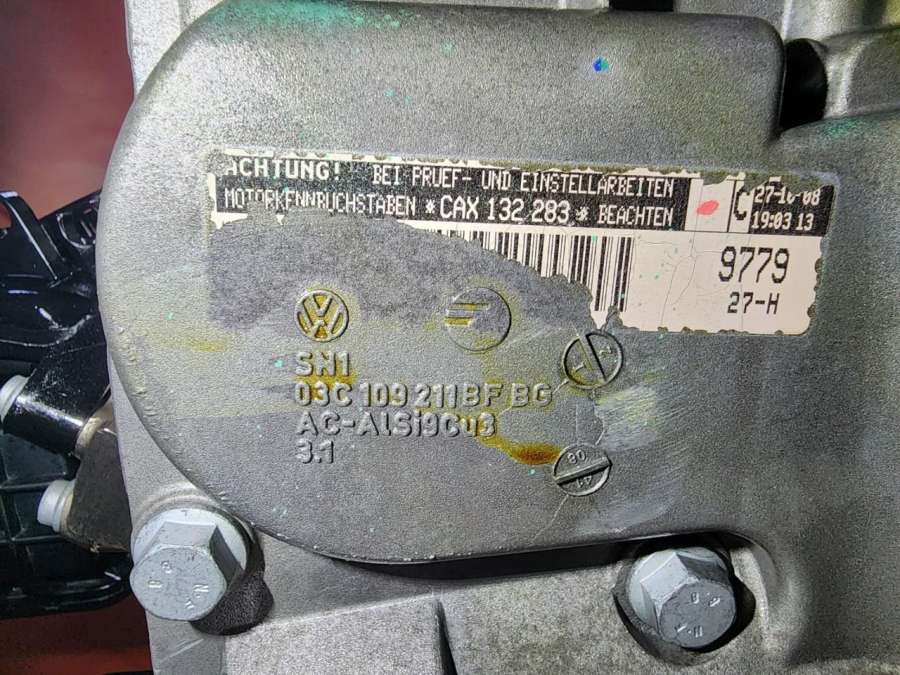 ACHTUNG! BEI PRUEF- UND EINSTELLARBEITEN
MOTORKENNBUCHSTABEN *CAX 132 283* BEACHTEN
C 27-10-08
19:03 13
9779
27-H
SN1
03C 109 211 BF BG
AC-AlSi9Cu3
3.1
08